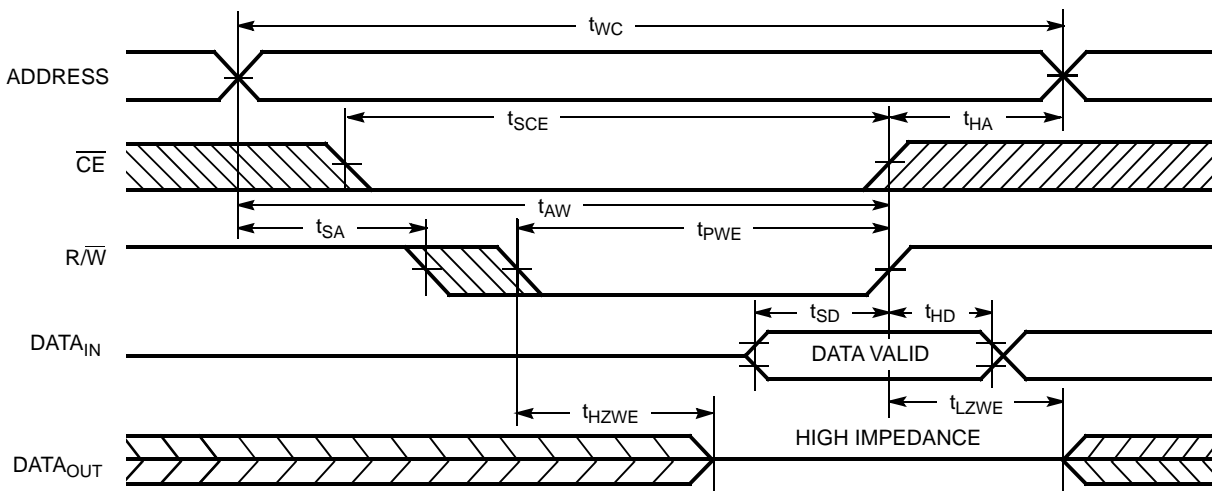 tWC
ADDRESS
tSCE
tHA
CE
tAW
tSA
tPWE
R/W
tSD
tHD
DATAIN
DATA VALID
tHZWE
tLZWE
HIGH IMPEDANCE
DATAOUT